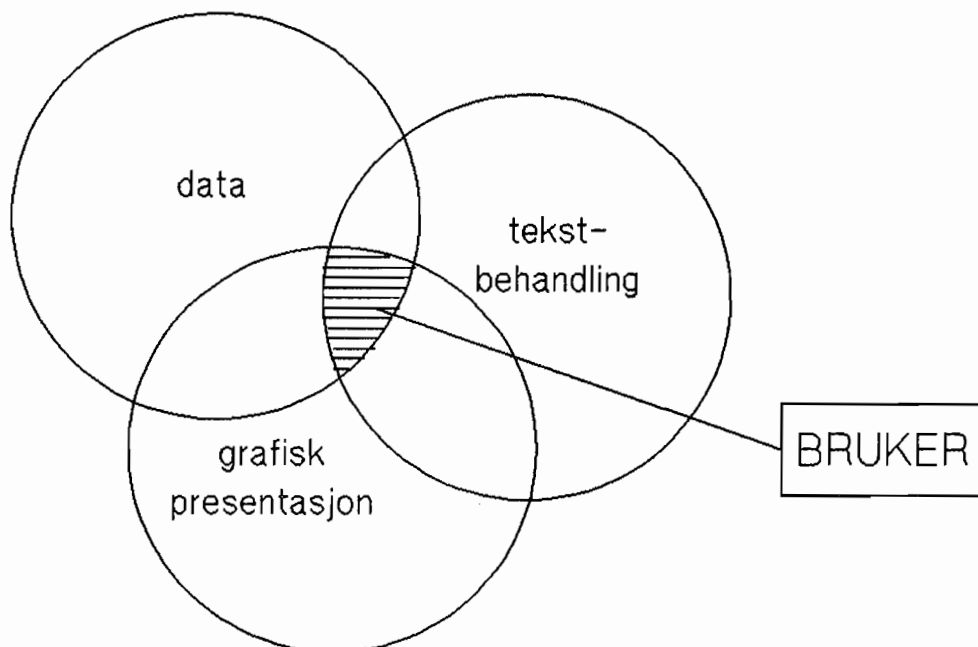 data
tekst-
behandling
grafisk
presentasjon
BRUKER